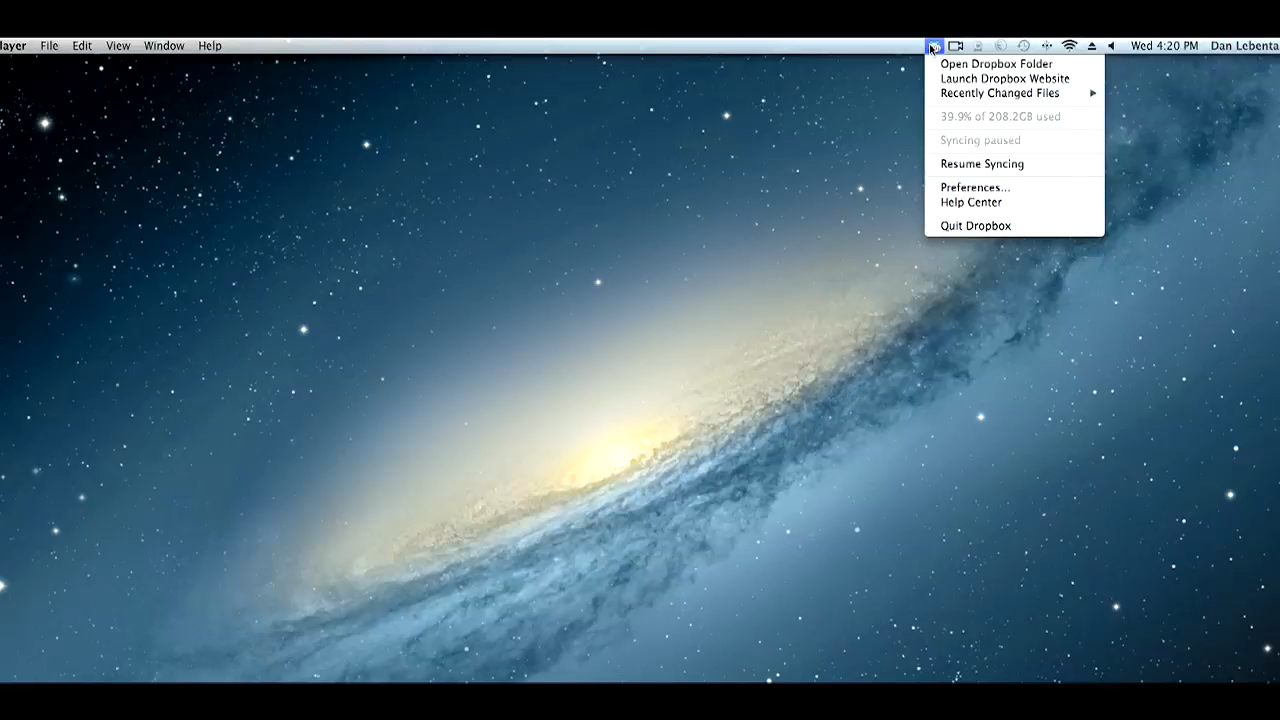 layer File Edit View Window Help Wed 4:20 PM Dan Lebenta
Open Dropbox Folder
Launch Dropbox Website
Recently Changed Files
39.9% of 208.2GB used
Syncing paused
Resume Syncing
Preferences...
Help Center
Quit Dropbox